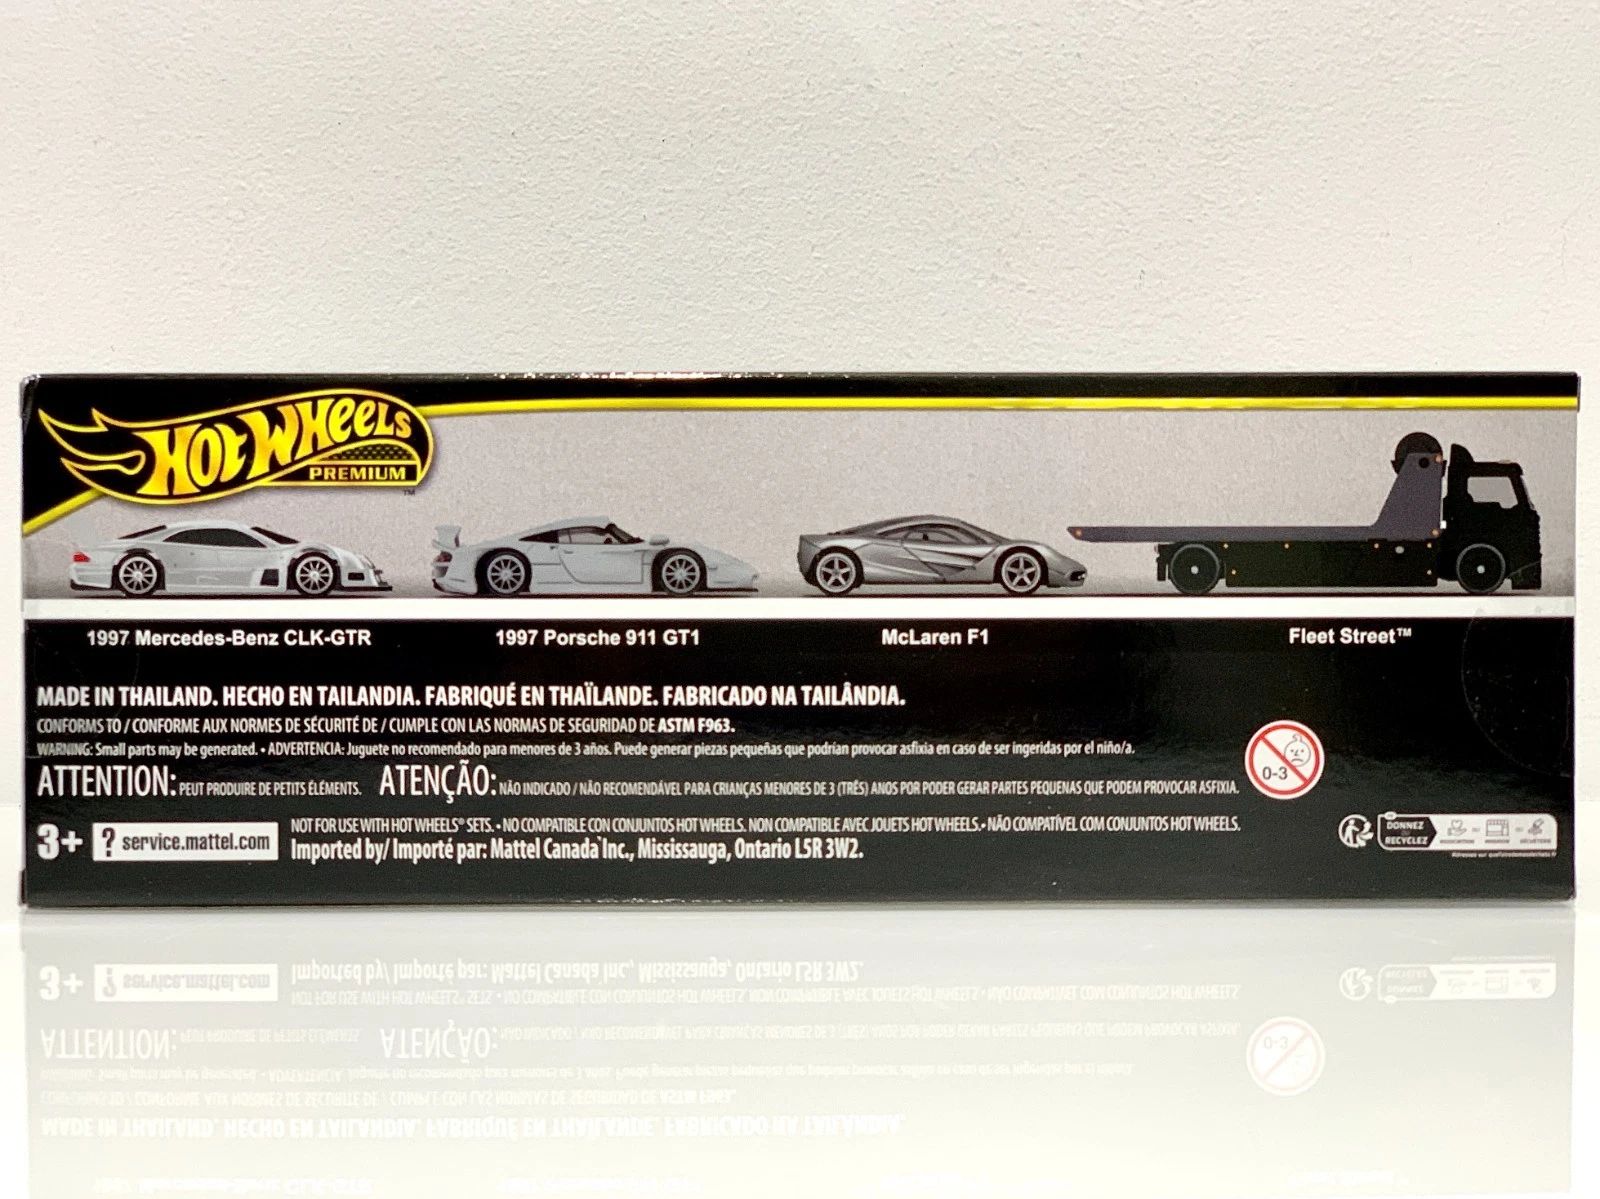 HOT WHEELS
PREMIUM™
1997 Mercedes-Benz CLK-GTR
1997 Porsche 911 GT1
McLaren F1
Fleet Street™
MADE IN THAILAND. HECHO EN TAILANDIA. FABRIQUÉ EN THAÏLANDE. FABRICADO NA TAILÂNDIA.
CONFORMS TO / CONFORME AUX NORMES DE SÉCURITÉ DE / CUMPLE CON LAS NORMAS DE SEGURIDAD DE ASTM F963.
WARNING: Small parts may be generated. • ADVERTENCIA: Juguete no recomendado para menores de 3 años. Puede generar piezas pequeñas que podrían provocar asfixia en caso de ser ingeridas por el niño/a.
ATTENTION: PEUT PRODUIRE DE PETITS ÉLÉMENTS. ATENÇÃO: NÃO INDICADO / NÃO RECOMENDÁVEL PARA CRIANÇAS MENORES DE 3 (TRÊS) ANOS POR PODER GERAR PARTES PEQUENAS QUE PODEM PROVOCAR ASFIXIA.
0-3
3+
? service.mattel.com
NOT FOR USE WITH HOT WHEELS® SETS. • NO COMPATIBLE CON CONJUNTOS HOT WHEELS. NON COMPATIBLE AVEC JOUETS HOT WHEELS. • NÃO COMPATÍVEL COM CONJUNTOS HOT WHEELS.
Imported by/ Importé par: Mattel Canada Inc., Mississauga, Ontario L5R 3W2.
DONNEZ
OU
RECYCLEZ